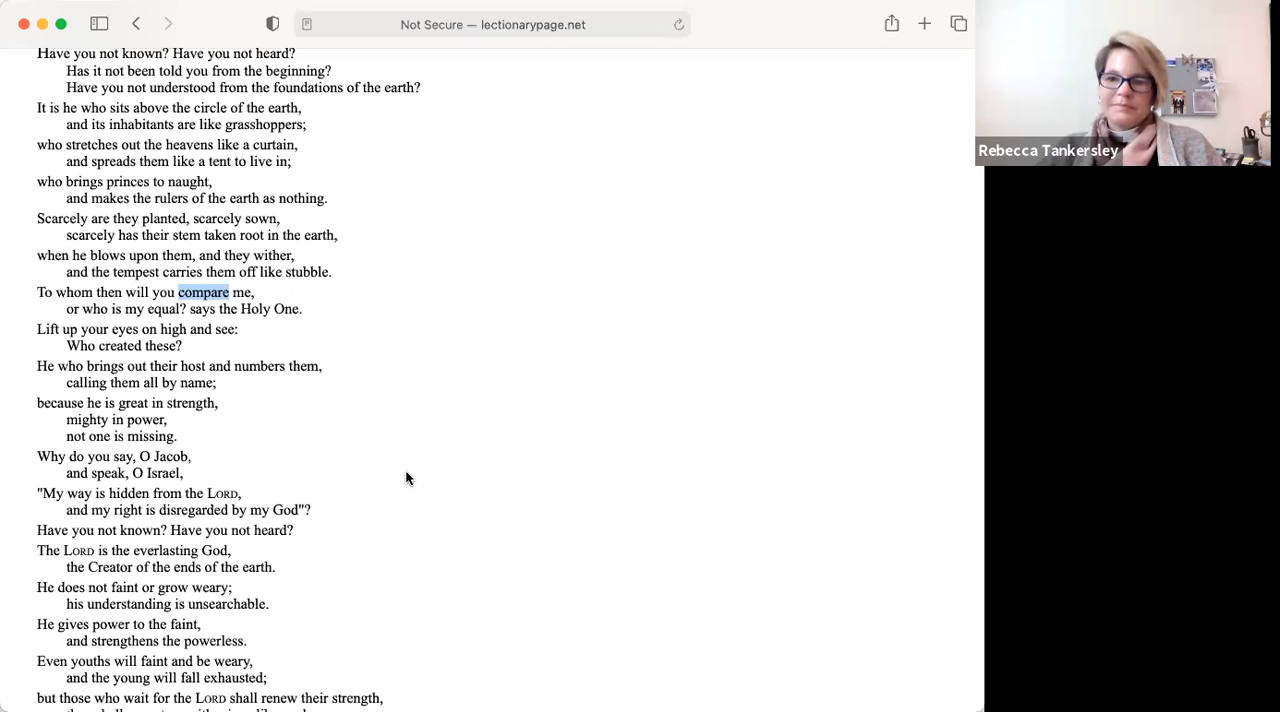 Not Secure — lectionarypage.net
Have you not known? Have you not heard?
Has it not been told you from the beginning?
Have you not understood from the foundations of the earth?
It is he who sits above the circle of the earth,
and its inhabitants are like grasshoppers;
who stretches out the heavens like a curtain,
and spreads them like a tent to live in;
who brings princes to naught,
and makes the rulers of the earth as nothing.
Scarcely are they planted, scarcely sown,
scarcely has their stem taken root in the earth,
when he blows upon them, and they wither,
and the tempest carries them off like stubble.
To whom then will you compare me,
or who is my equal? says the Holy One.
Lift up your eyes on high and see:
Who created these?
He who brings out their host and numbers them,
calling them all by name;
because he is great in strength,
mighty in power,
not one is missing.
Why do you say, O Jacob,
and speak, O Israel,
"My way is hidden from the LORD,
and my right is disregarded by my God"?
Have you not known? Have you not heard?
The LORD is the everlasting God,
the Creator of the ends of the earth.
He does not faint or grow weary;
his understanding is unsearchable.
He gives power to the faint,
and strengthens the powerless.
Even youths will faint and be weary,
and the young will fall exhausted;
but those who wait for the LORD shall renew their strength,
Rebecca Tankersley